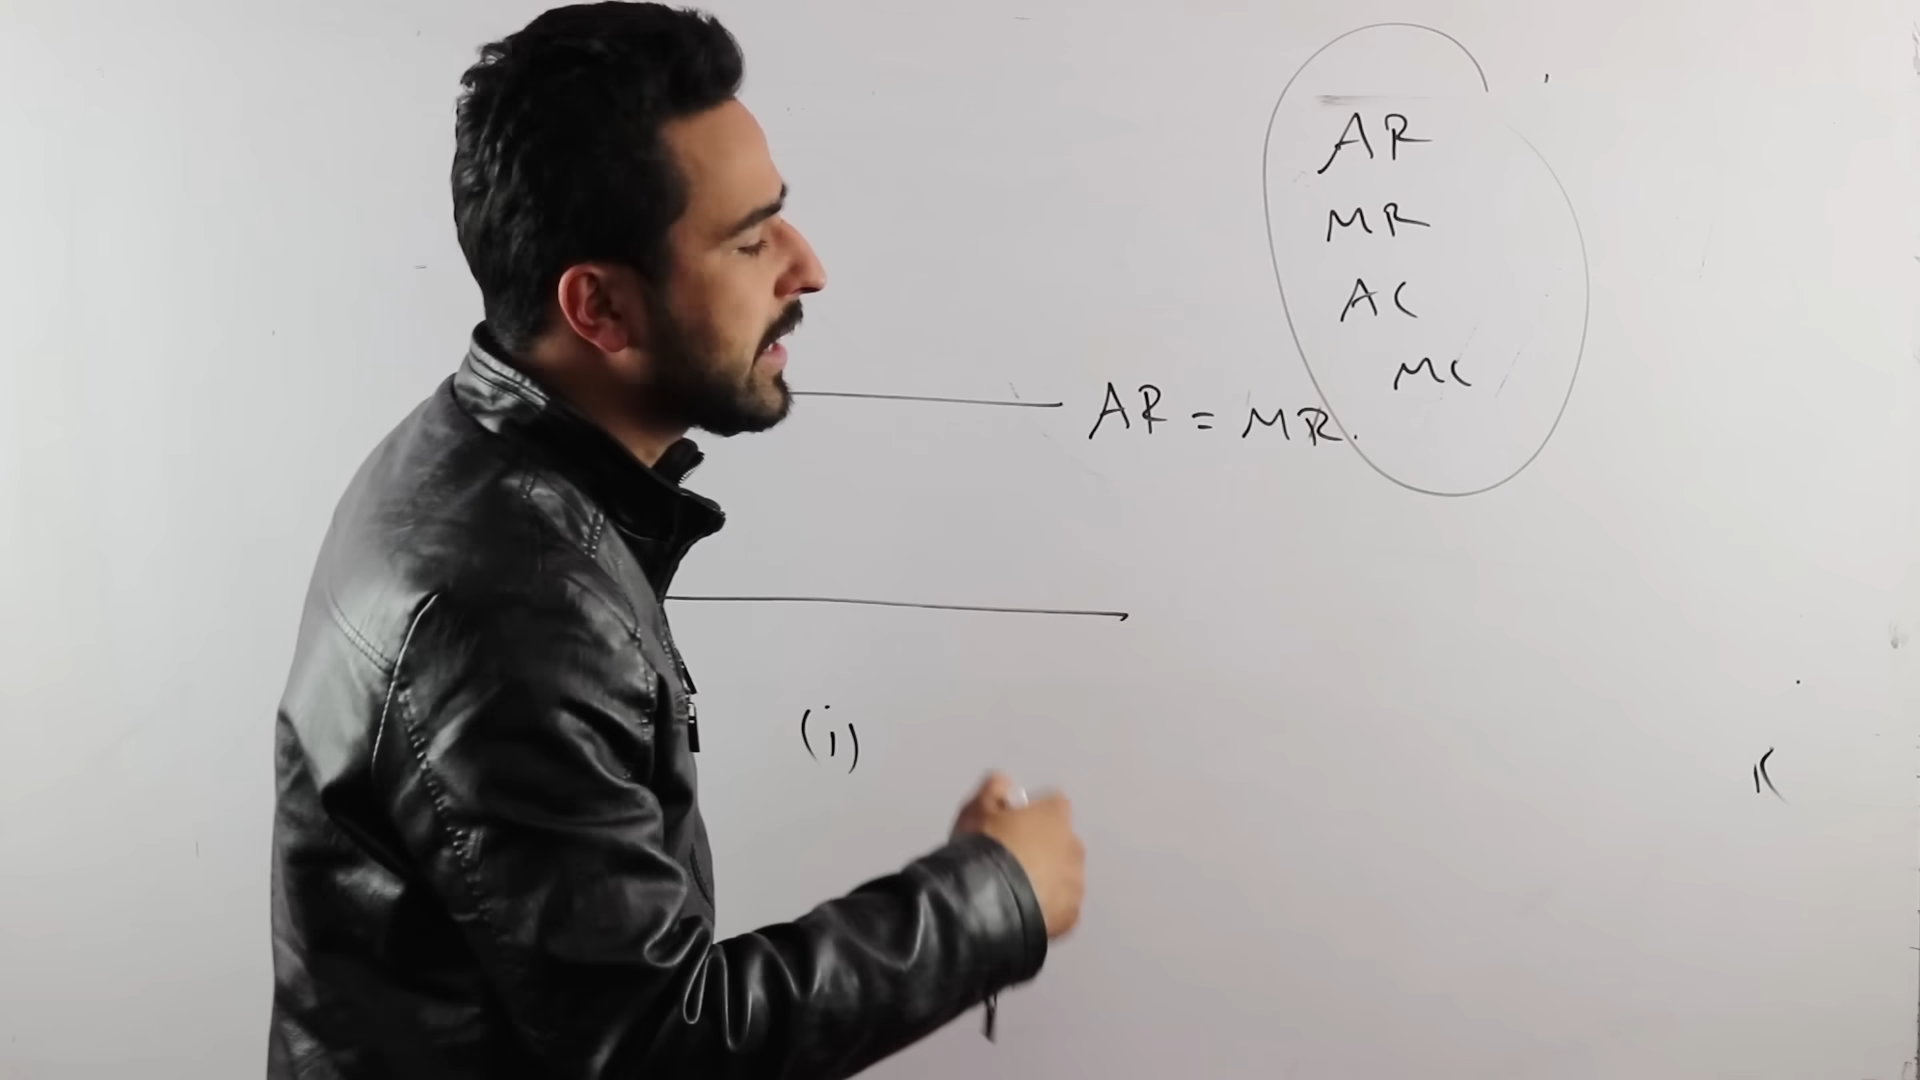 AR
MR
AC
MC
AR = MR.
(i)